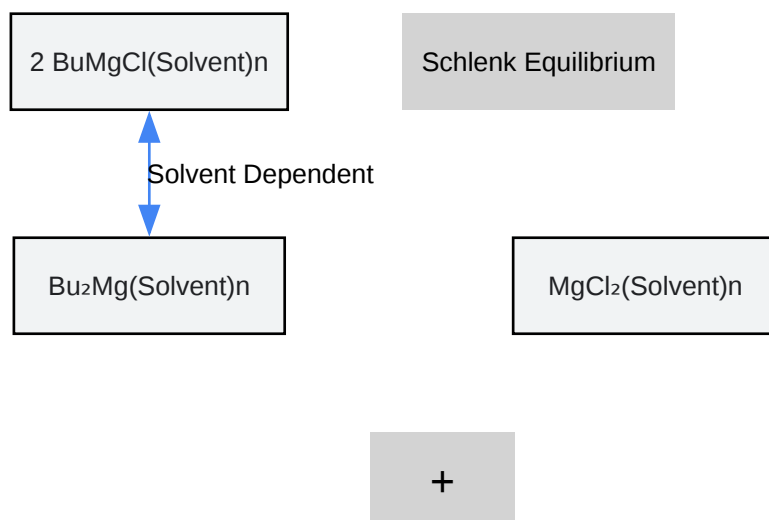 2 BuMgCl(Solvent)n
Schlenk Equilibrium
Solvent Dependent
Bu₂Mg(Solvent)n
MgCl₂(Solvent)n
+